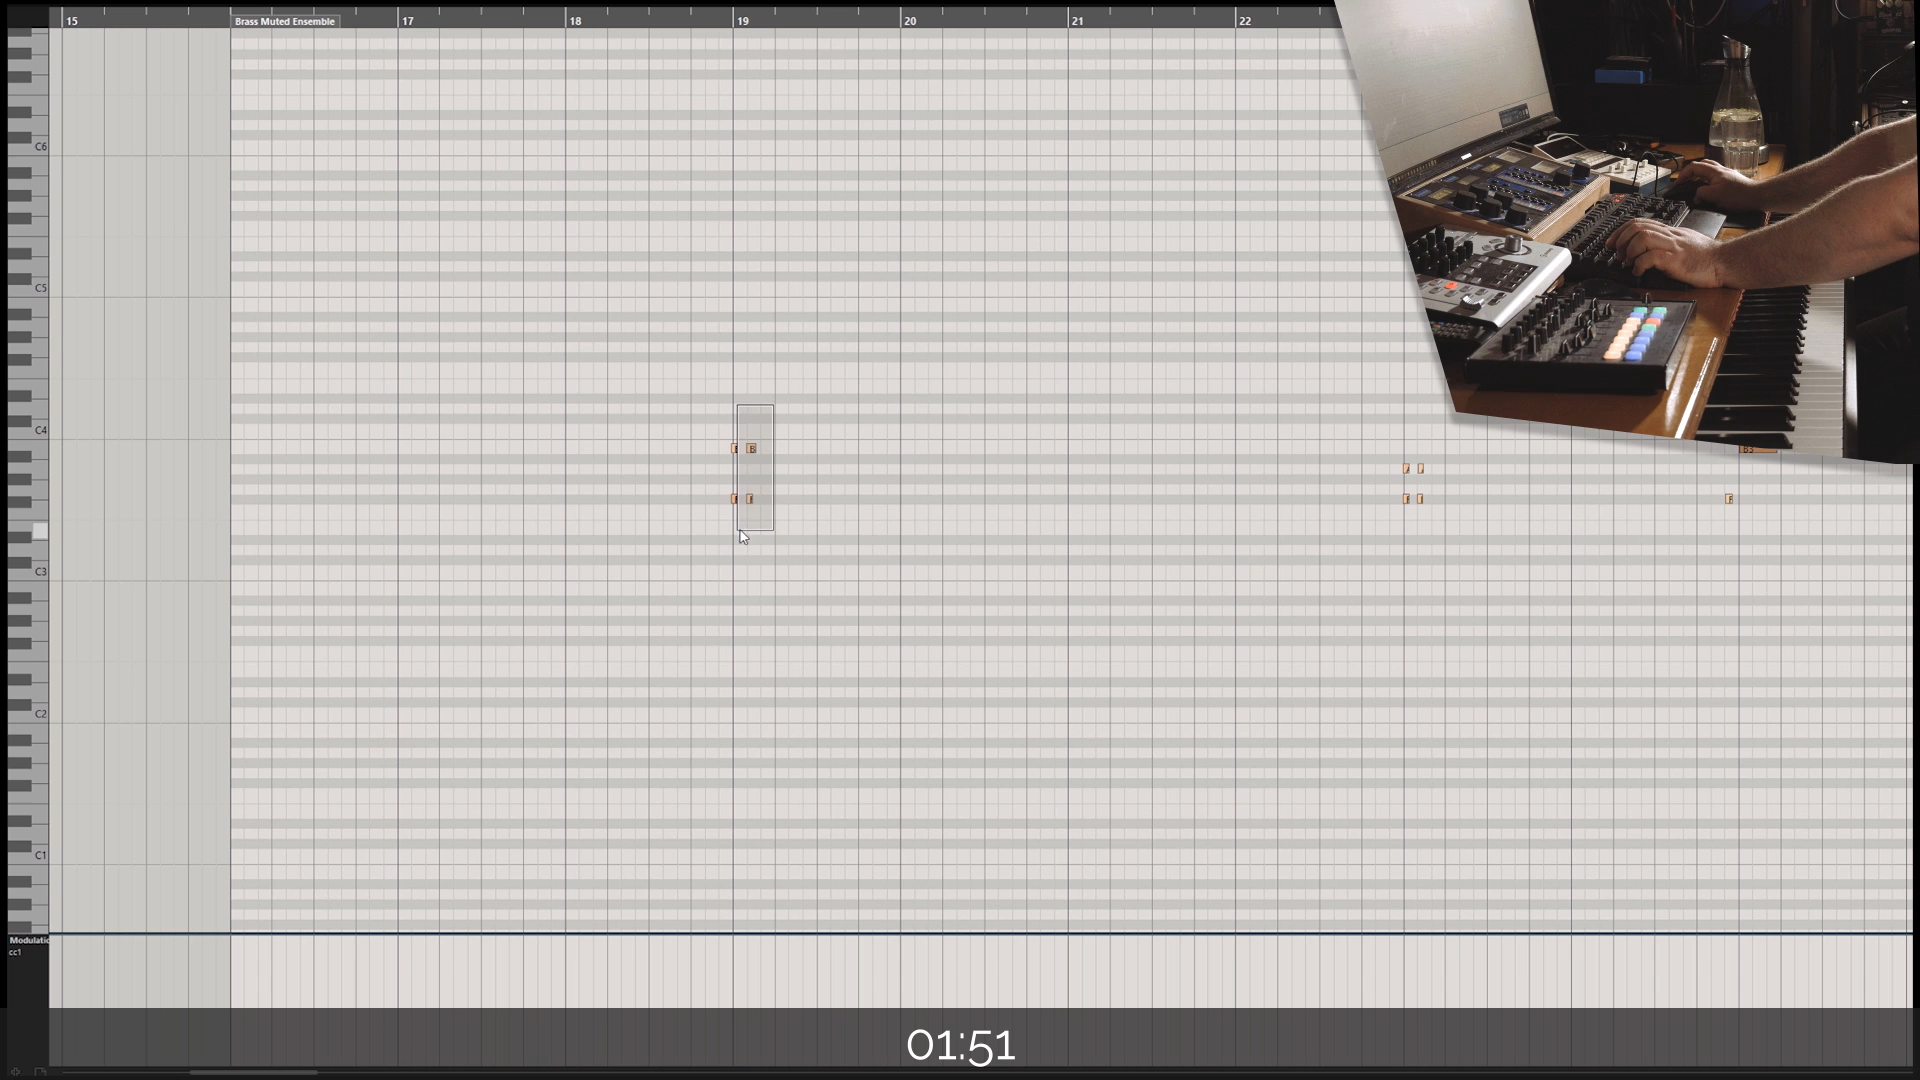 15
Brass Muted Ensemble
17
18
19
20
21
22
C6
C5
C4
B
B3
C3
C2
C1
Modulatio
cc1
01:51